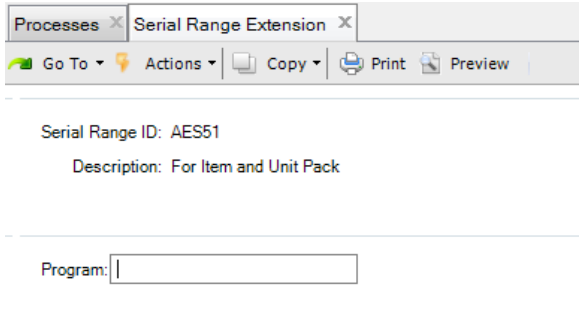 Processes Serial Range Extension
Go To Actions Copy Print Preview
Serial Range ID: AES51
Description: For Item and Unit Pack
Program: